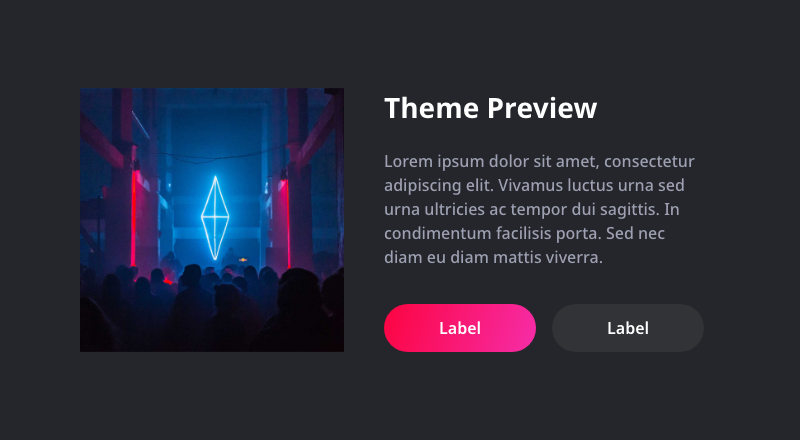 Theme Preview
Lorem ipsum dolor sit amet, consectetur
adipiscing elit. Vivamus luctus urna sed
urna ultricies ac tempor dui sagittis. In
condimentum facilisis porta. Sed nec
diam eu diam mattis viverra.
Label
Label